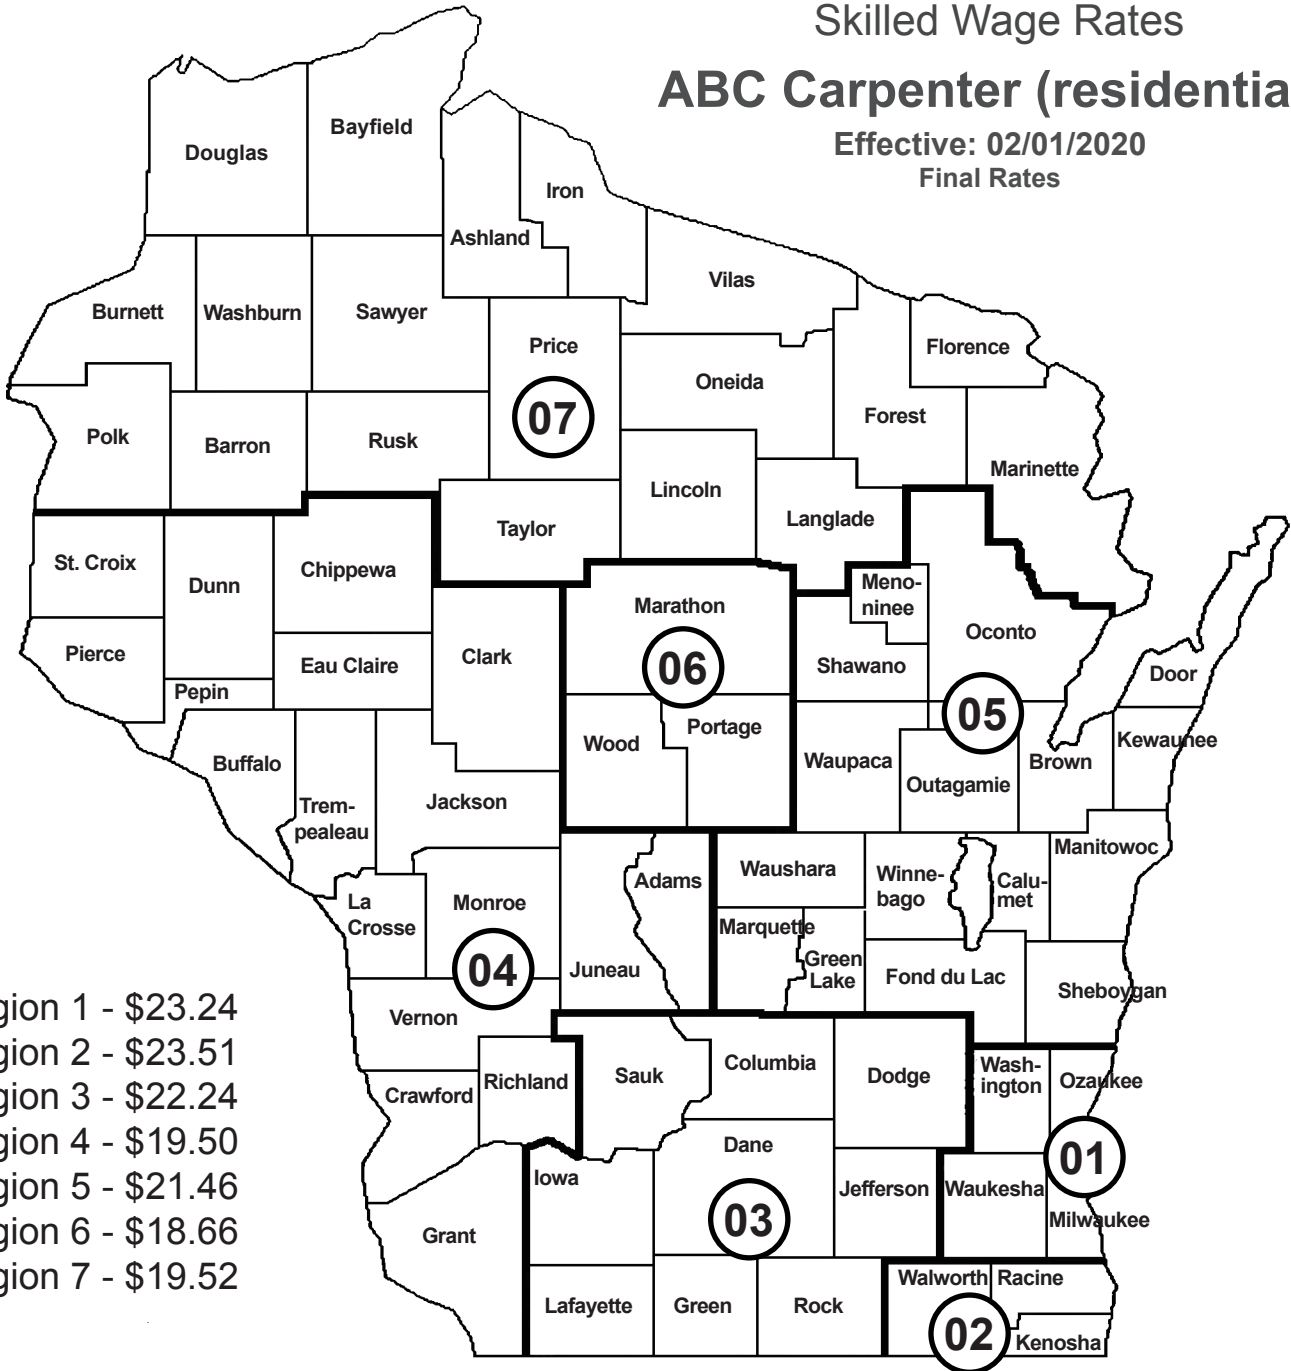 Skilled Wage Rates
ABC Carpenter (residentia
Effective: 02/01/2020
Final Rates
Douglas
Bayfield
Iron
Ashland
Vilas
Burnett
Washburn
Sawyer
Price
Florence
Oneida
07
Forest
Polk
Barron
Rusk
Marinette
Lincoln
Langlade
Taylor
St. Croix
Dunn
Chippewa
Meno-
ninee
Marathon
Oconto
Pierce
Eau Claire
Clark
06
Shawano
Door
Pepin
05
Portage
Wood
Kewaunee
Buffalo
Waupaca
Brown
Outagamie
Trem-
pealeau
Jackson
Manitowoc
Waushara
Winne-
bago
Calu-
met
Adams
La
Crosse
Monroe
Marquette
Green
Lake
04
Juneau
Fond du Lac
Sheboygan
Vernon
gion 1 - $23.24
gion 2 - $23.51
gion 3 - $22.24
gion 4 - $19.50
gion 5 - $21.46
gion 6 - $18.66
gion 7 - $19.52
Columbia
Wash-
ington
Ozaukee
Richland
Sauk
Dodge
Crawford
Dane
01
Iowa
Jefferson
Waukesha
03
Milwaukee
Grant
Walworth
Racine
Lafayette
Green
Rock
02
Kenosha